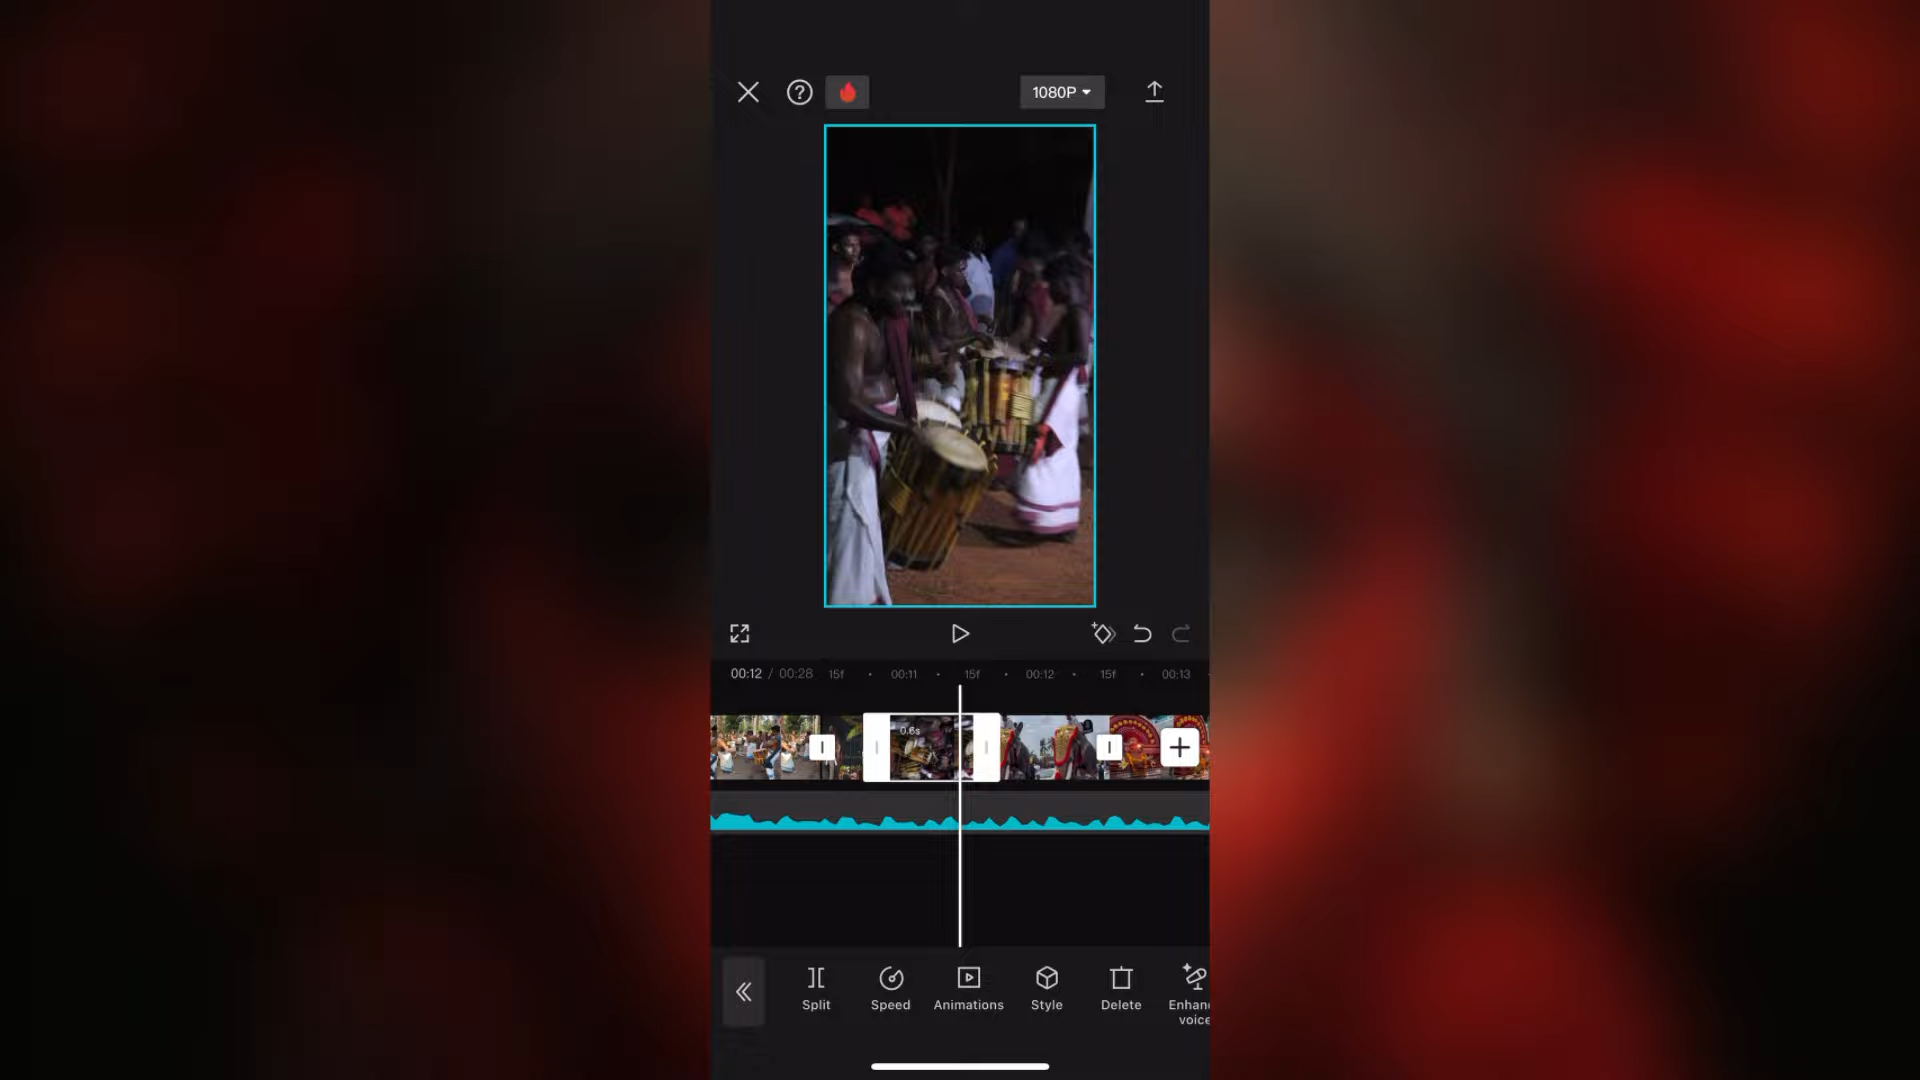 ?
1080P
00:12 / 00:28 15f 00:11 15f 00:12 15f 00:13
0.6s
Split Speed Animations Style Delete Enhan
voice